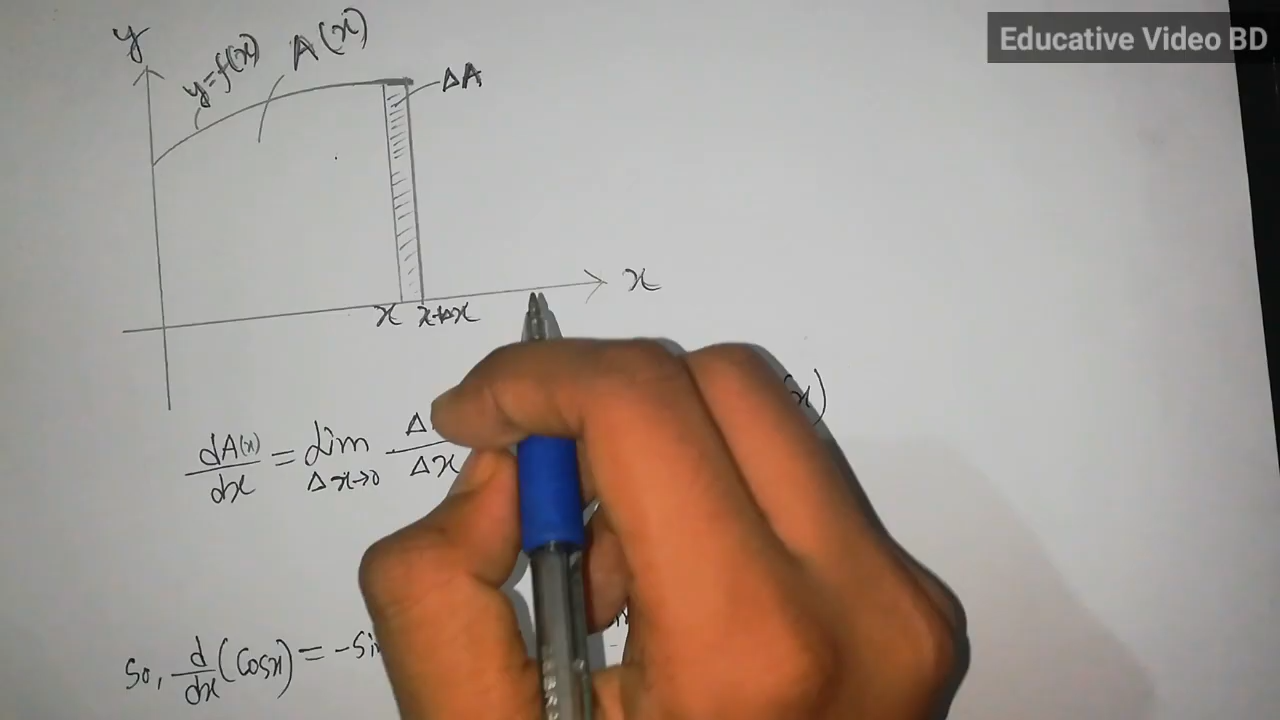 Educative Video BD
y
y=f(x)
A(x)
ΔA
x
x x+Δx
x)
dA(x)/dx = Lim Δx→0 Δ /Δx
So, d/dx (Cosx) = -Si